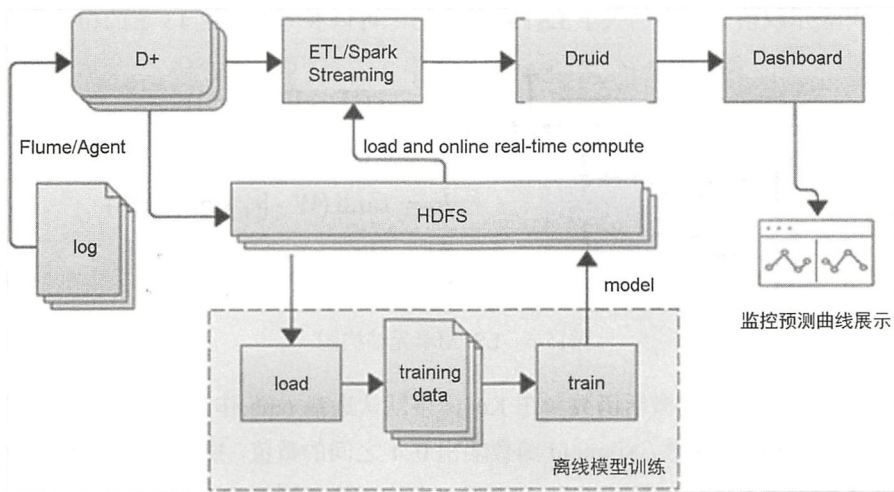 D+
ETL/Spark
Streaming
Druid
Dashboard
Flume/Agent
load and online real-time compute
log
HDFS
model
监控预测曲线展示
load
training
data
train
离线模型训练